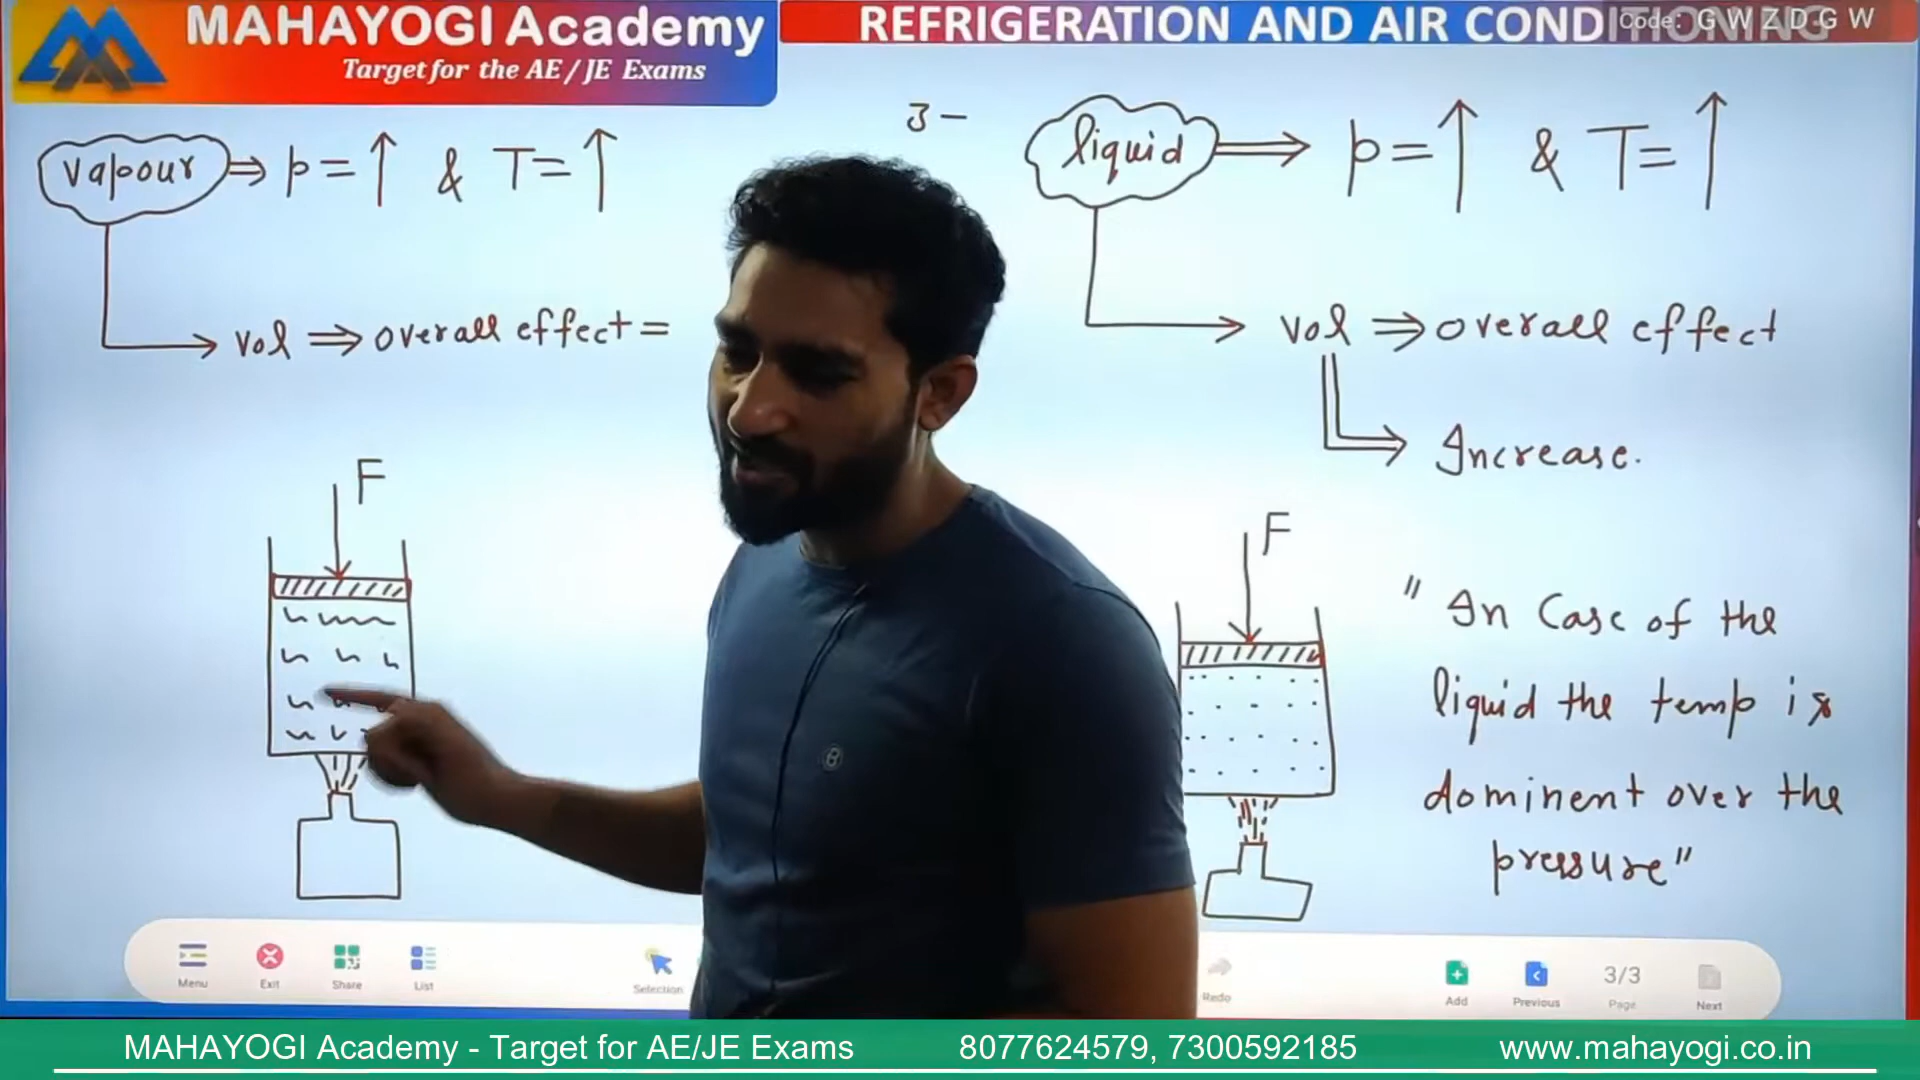 MAHAYOGI Academy
Target for the AE / JE Exams
REFRIGERATION AND AIR CONDITIONING
Code: G W Z D G W
vapour ⇒ p = ↑ & T = ↑
vol ⇒ overall effect =
F
3 -
liquid ⇒ p = ↑ & T = ↑
vol ⇒ overall effect
Increase.
F
" In Case of the
liquid the temp is
dominent over the
pressure "
Menu
Exit
Share
List
Selection
Redo
Add
Previous
3/3
Page
Next
MAHAYOGI Academy - Target for AE/JE Exams 8077624579, 7300592185 www.mahayogi.co.in